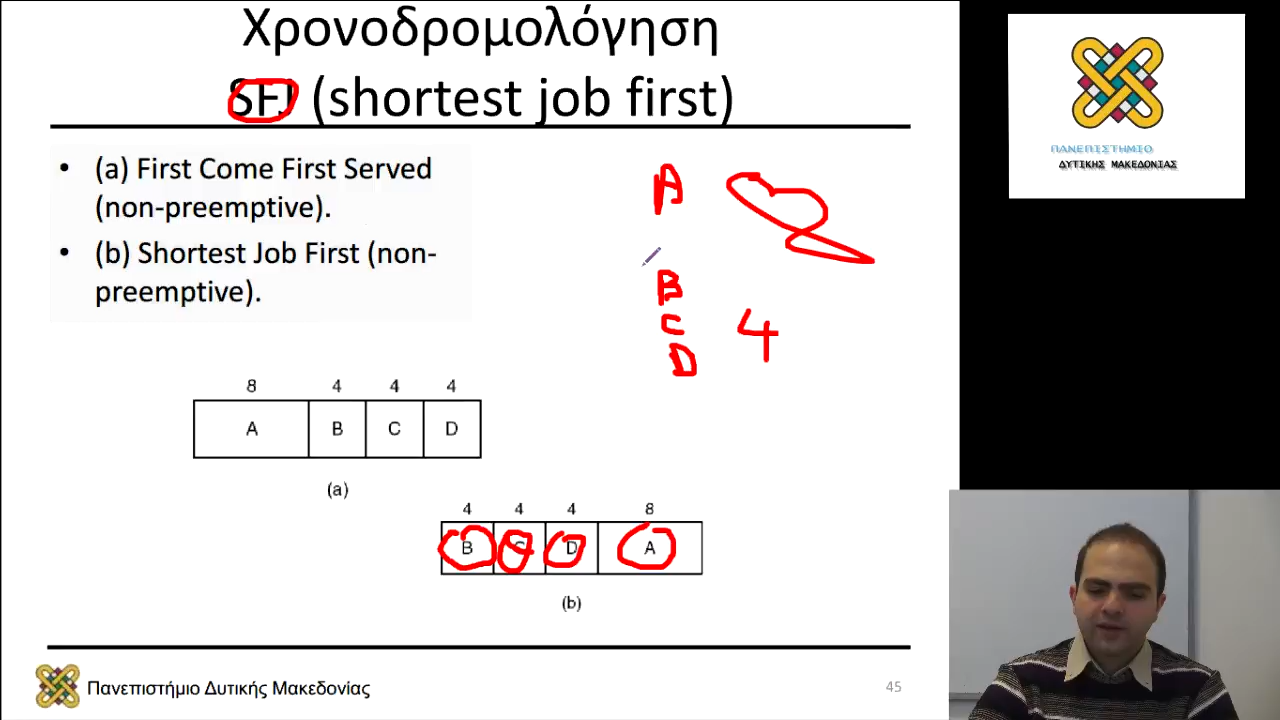 Χρονοδρομολόγηση
SFJ (shortest job first)
• (a) First Come First Served
(non-preemptive).
• (b) Shortest Job First (non-
preemptive).
A
B
C 4
D
8 4 4 4
A B C D
(a)
4 4 4 8
B C D A
(b)
Πανεπιστήμιο Δυτικής Μακεδονίας
45
ΠΑΝΕΠΙΣΤΗΜΙΟ
ΔΥΤΙΚΗΣ ΜΑΚΕΔΟΝΙΑΣ